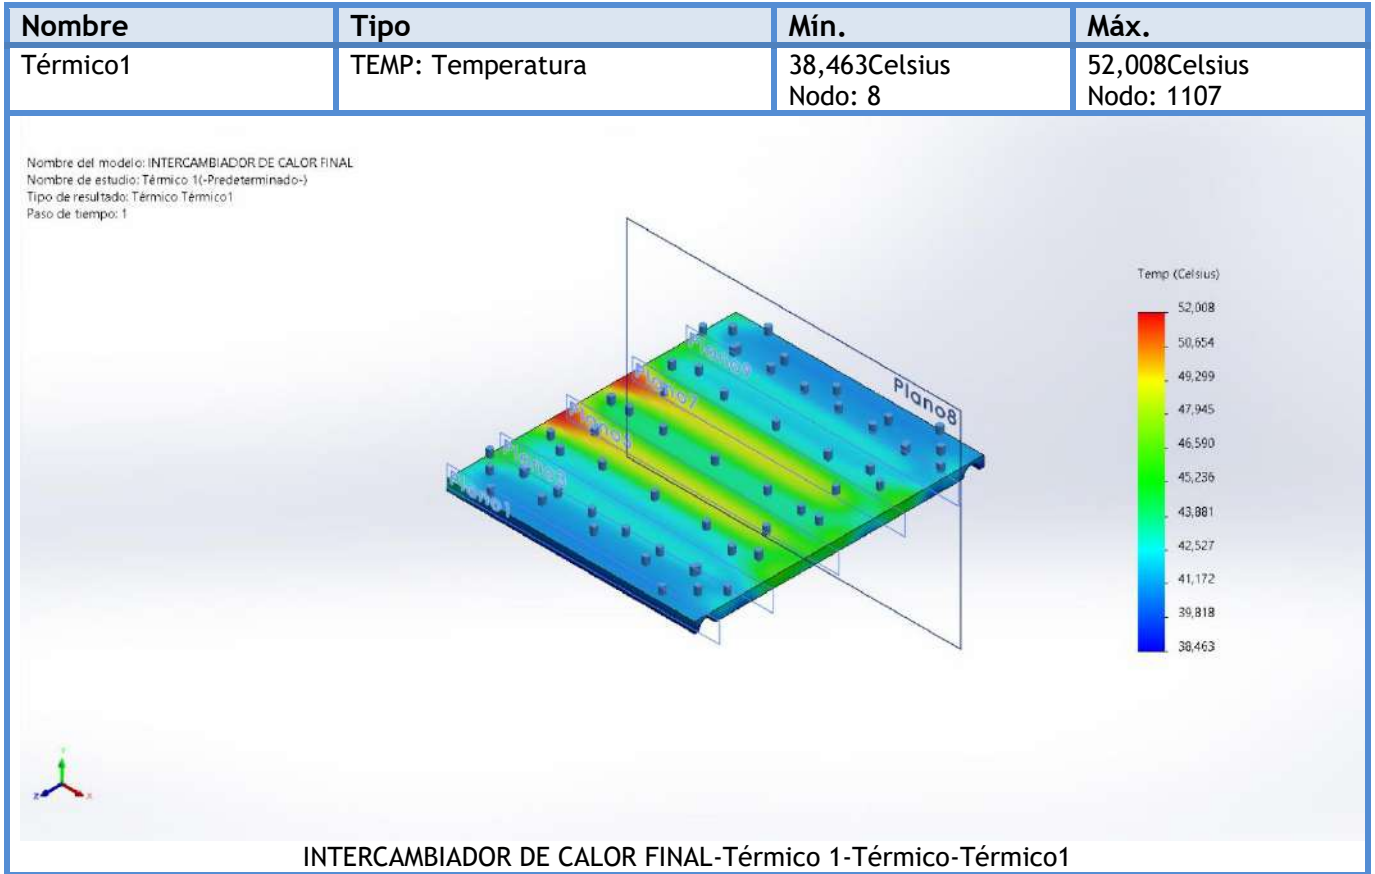 Nombre Tipo Mín. Máx.
Térmico1 TEMP: Temperatura 38,463Celsius 52,008Celsius
Nodo: 8 Nodo: 1107
Nombre del modelo: INTERCAMBIADOR DE CALOR FINAL
Nombre de estudio: Térmico 1(-Predeterminado-)
Tipo de resultado: Térmico Térmico1
Paso de tiempo: 1
Temp (Celsius)
52,008
50,654
49,299
47,945
46,590
45,236
43,881
42,527
41,172
39,818
38,463
Plano9
Plano7
Plano8
Plano1
Y
Z
X
INTERCAMBIADOR DE CALOR FINAL-Térmico 1-Térmico-Térmico1